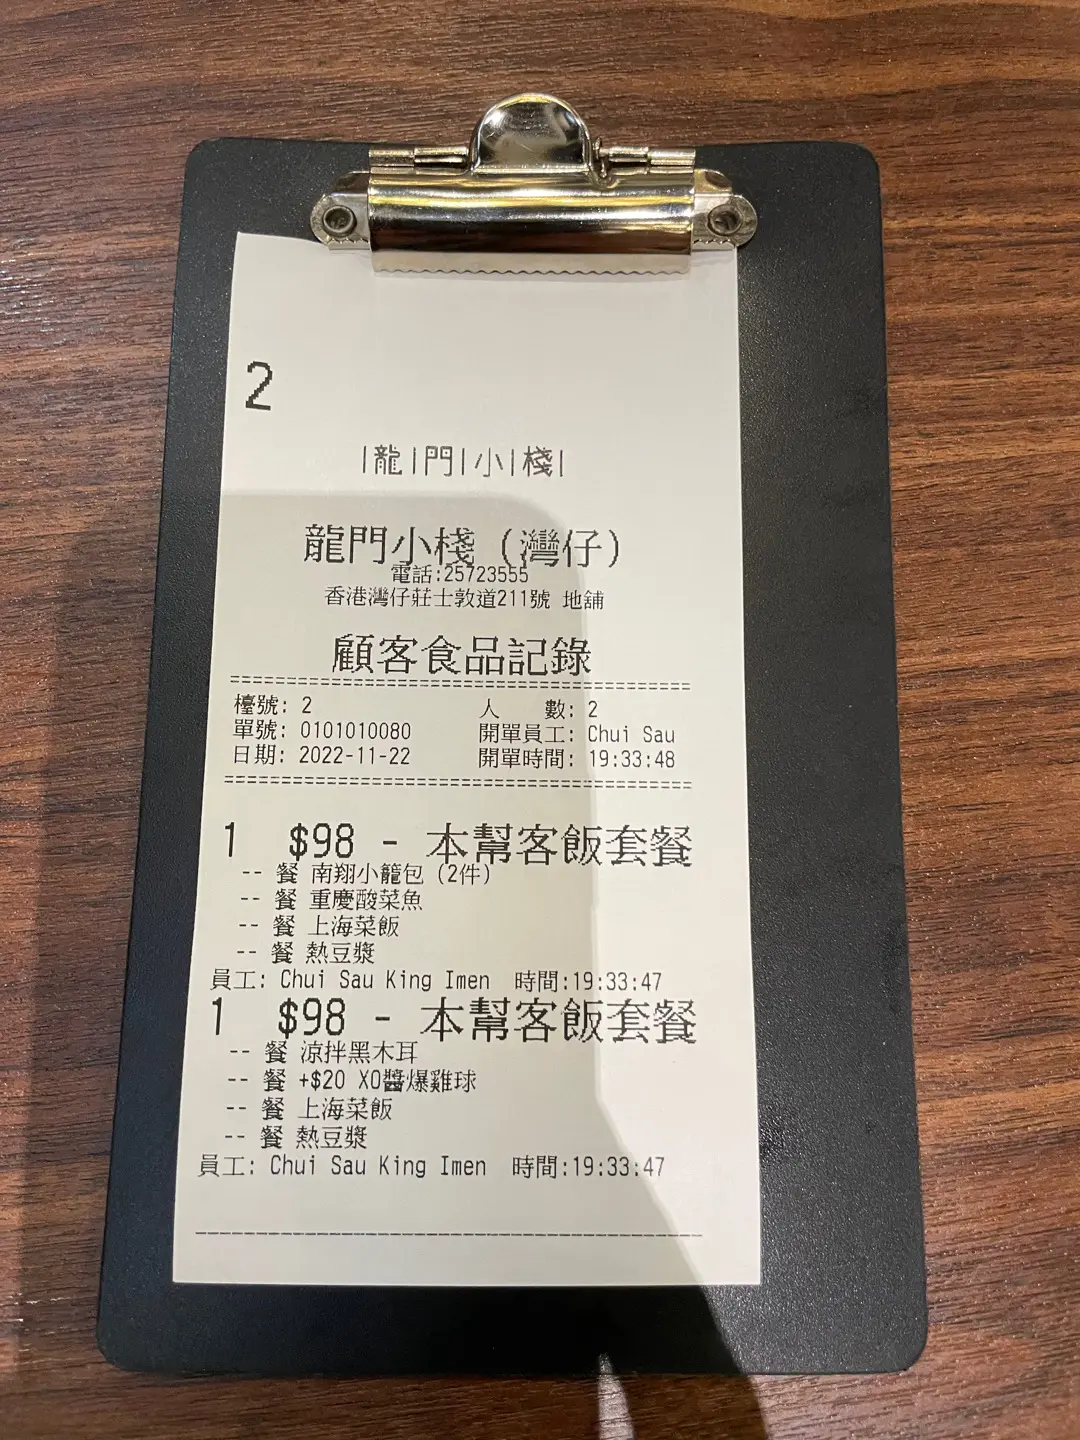 2
|龍|門|小|棧|
龍門小棧 (灣仔)
電話:25723555
香港灣仔莊士敦道211號 地舖
顧客食品記錄
檯號: 2 人 數: 2
單號: 0101010080 開單員工: Chui Sau
日期: 2022-11-22 開單時間: 19:33:48
1 $98 - 本幫客飯套餐
-- 餐 南翔小籠包 (2件)
-- 餐 重慶酸菜魚
-- 餐 上海菜飯
-- 餐 熱豆漿
員工: Chui Sau King Imen 時間:19:33:47
1 $98 - 本幫客飯套餐
-- 餐 涼拌黑木耳
-- 餐 +$20 XO醬爆雞球
-- 餐 上海菜飯
-- 餐 熱豆漿
員工: Chui Sau King Imen 時間:19:33:47